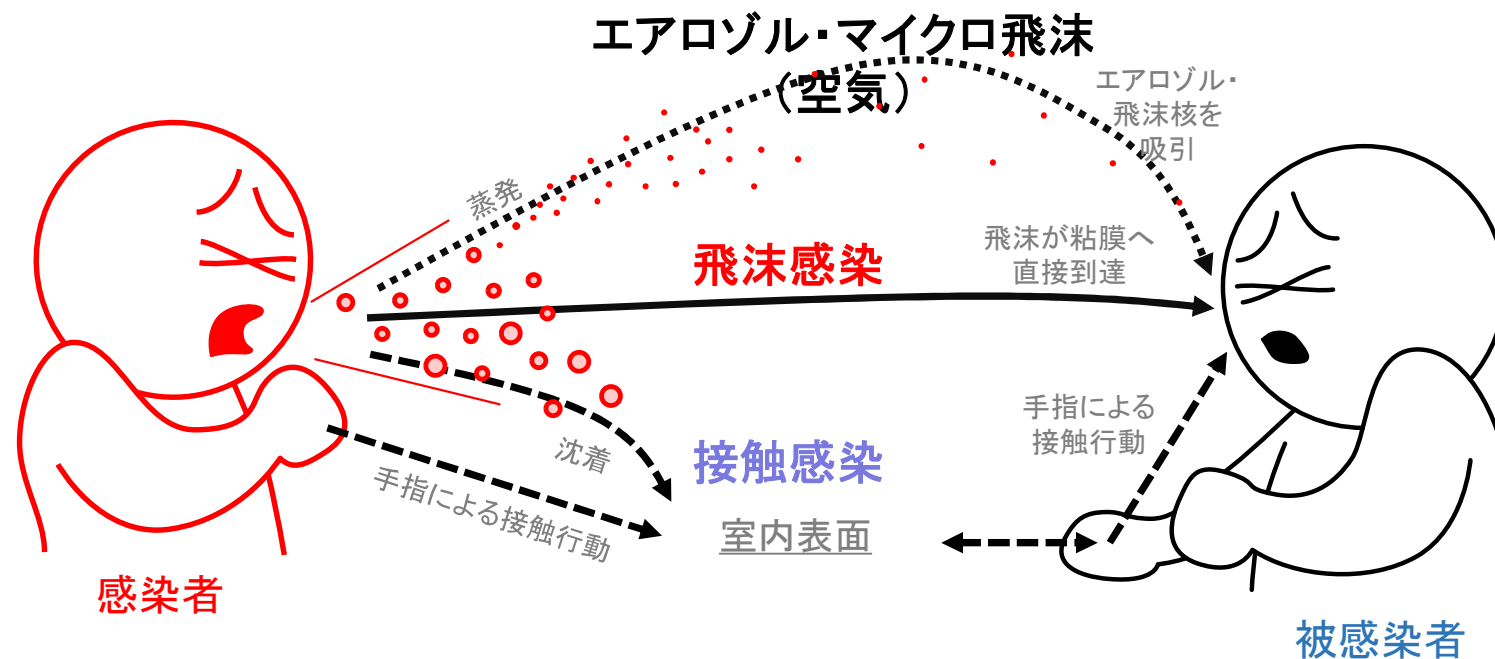 エアロゾル・マイクロ飛沫
（空気）
エアロゾル・
飛沫核を
吸引
蒸発
飛沫感染
飛沫が粘膜へ
直接到達
手指による
接触行動
沈着
接触感染
手指による接触行動
室内表面
感染者
被感染者